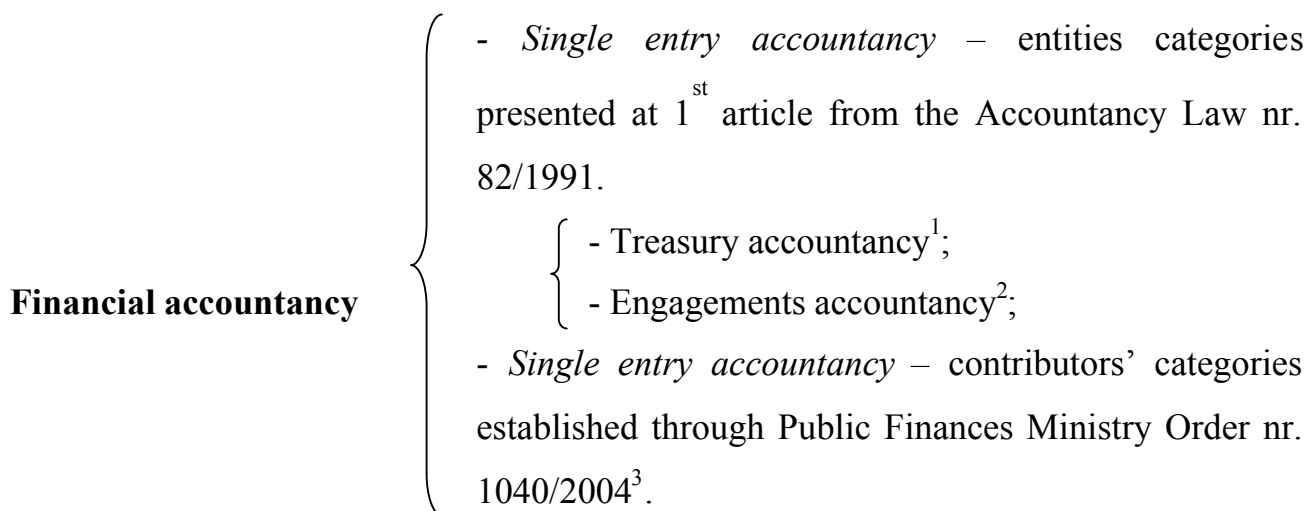 - Single entry accountancy – entities categories
presented at 1st article from the Accountancy Law nr.
82/1991.
- Treasury accountancy1;
Financial accountancy
- Engagements accountancy2;
- Single entry accountancy – contributors’ categories
established through Public Finances Ministry Order nr.
1040/20043.